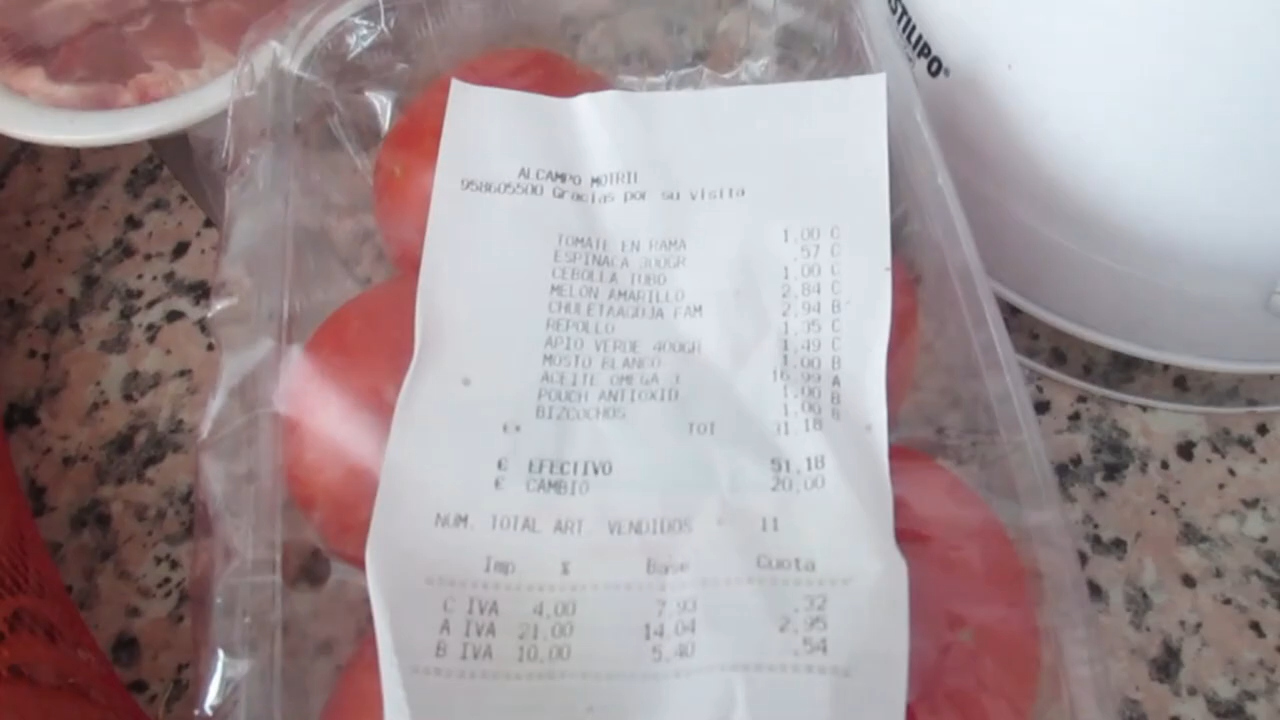 STILIPO®
ALCAMPO MOTRIL
958605500 Gracias por su visita
TOMATE EN RAMA 1,00 C
ESPINACA 300GR ,57 C
CEBOLLA TUBO 1,00 C
MELON AMARILLO 2,84 C
CHULETAAGUJA FAM 2,94 B
REPOLLO 1,35 C
APIO VERDE 400GR 1,49 C
MOSTO BLANCO 1,00 B
ACEITE OMEGA 16,99 A
POUCH ANTIOXID 1,00 B
BIZCOCHOS 1,00 B
** TOT 31,18 *
€ EFECTIVO 51,18
€ CAMBIO 20,00
NUM. TOTAL ART. VENDIDOS 11
Imp % Base Cuota
C IVA 4,00 7,93 ,32
A IVA 21,00 14,04 2,95
B IVA 10,00 5,40 ,54